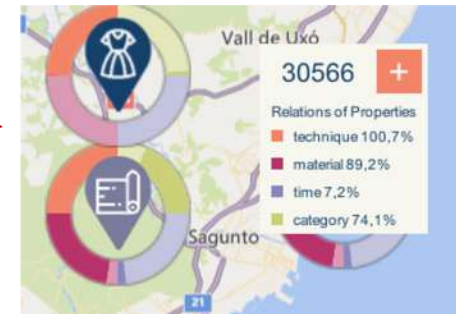 Vall de Uxó
30566 +
Relations of Properties
technique 100,7%
material 89,2%
time 7,2%
category 74,1%
Sagunto
21